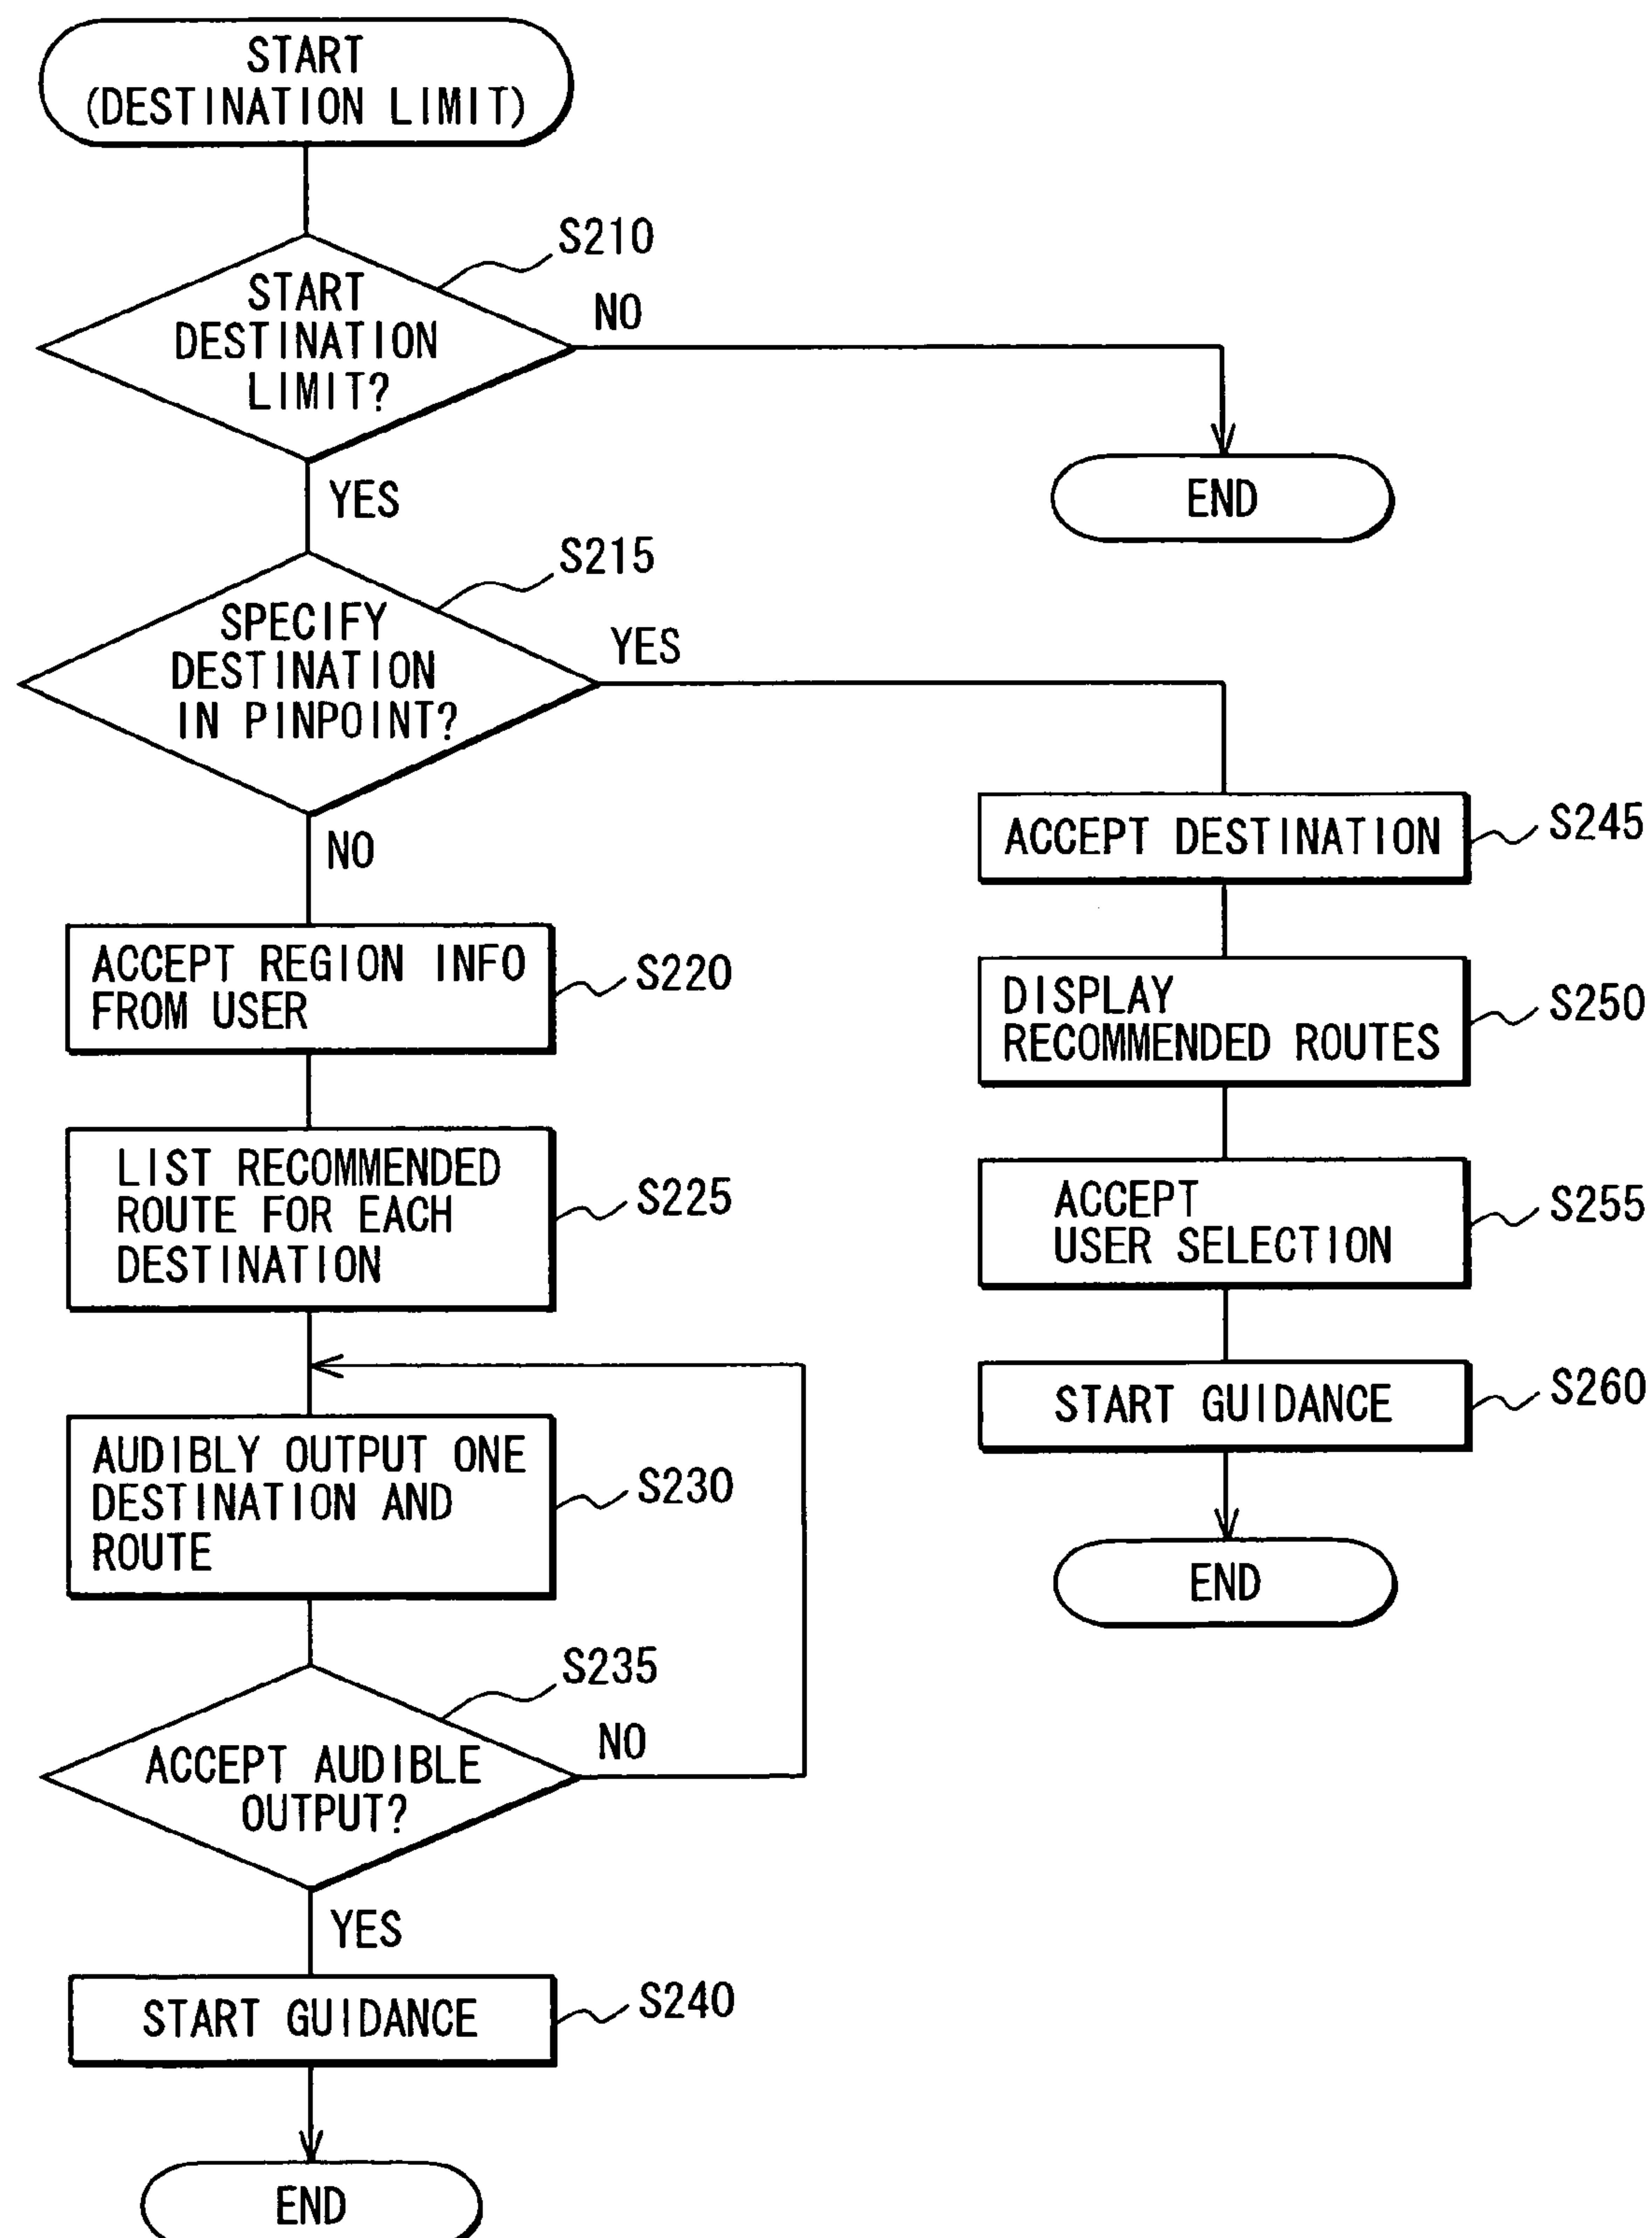 START
(DESTINATION LIMIT)
S210
START
DESTINATION
LIMIT?
NO
END
YES
S215
SPECIFY
DESTINATION
IN PINPOINT?
YES
NO
ACCEPT REGION INFO
FROM USER
S220
LIST RECOMMENDED
ROUTE FOR EACH
DESTINATION
S225
AUDIBLY OUTPUT ONE
DESTINATION AND
ROUTE
S230
S235
ACCEPT AUDIBLE
OUTPUT?
NO
YES
START GUIDANCE
S240
END
ACCEPT DESTINATION
S245
DISPLAY
RECOMMENDED ROUTES
S250
ACCEPT
USER SELECTION
S255
START GUIDANCE
S260
END